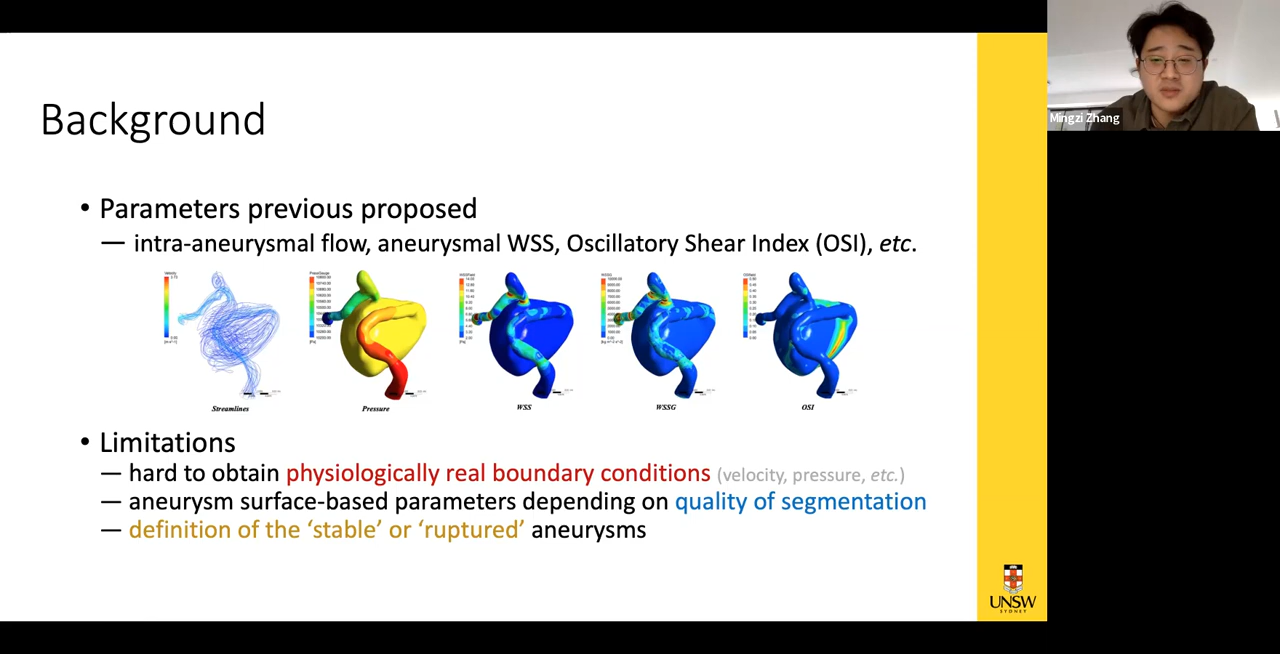 Background
• Parameters previous proposed
— intra-aneurysmal flow, aneurysmal WSS, Oscillatory Shear Index (OSI), etc.
Streamlines
Pressure
WSS
WSSG
OSI
• Limitations
— hard to obtain physiologically real boundary conditions (velocity, pressure, etc.)
— aneurysm surface-based parameters depending on quality of segmentation
— definition of the ‘stable’ or ‘ruptured’ aneurysms
UNSW
SYDNEY
Mingzi Zhang